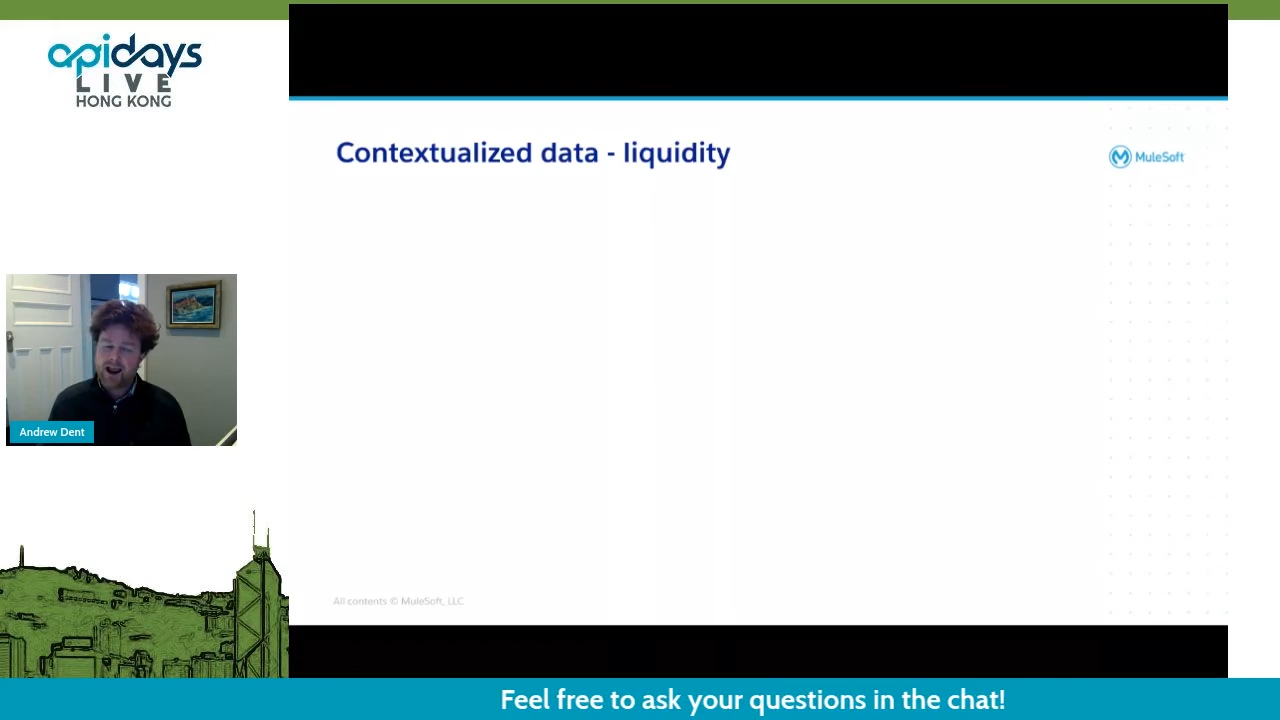 apidays
LIVE
HONG KONG
Contextualized data - liquidity
MuleSoft
Andrew Dent
All contents © MuleSoft, LLC
Feel free to ask your questions in the chat!